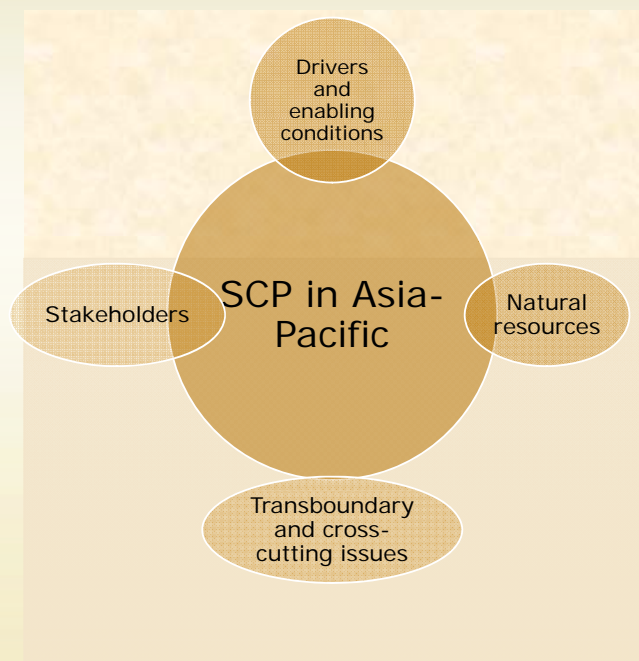 Drivers
and
enabling
conditions
Stakeholders
SCP in Asia-
Pacific
Natural
resources
Transboundary
and cross-
cutting issues